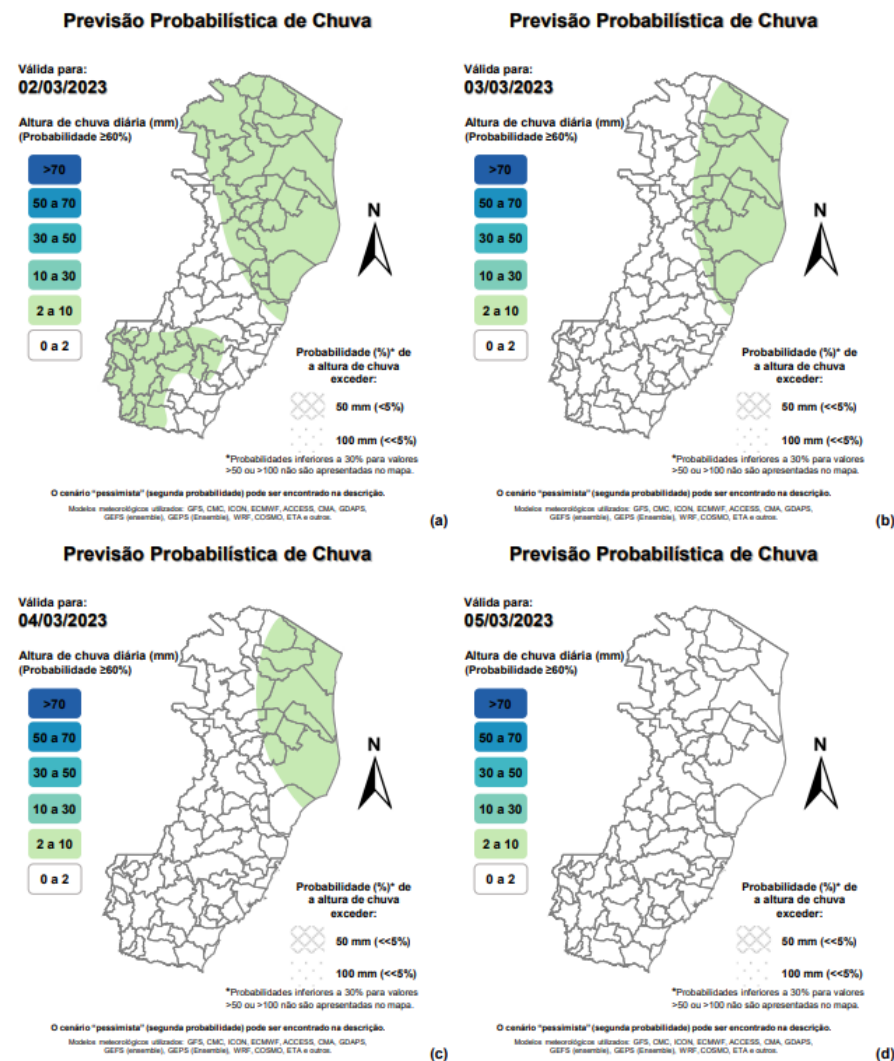 Previsão Probabilística de Chuva
Válida para:
02/03/2023
Altura de chuva diária (mm)
(Probabilidade ≥60%)
>70
50 a 70
30 a 50
10 a 30
2 a 10
0 a 2
N
Probabilidade (%)* de
a altura de chuva
exceder:
50 mm (<5%)
100 mm (<<5%)
*Probabilidades inferiores a 30% para valores
>50 ou >100 não são apresentadas no mapa.
O cenário “pessimista” (segunda probabilidade) pode ser encontrado na descrição.
Modelos meteorológicos utilizados: GFS, CMC, ICON, ECMWF, ACCESS, CMA, GDAPS,
GEFS (ensemble), GEPS (Ensemble), WRF, COSMO, ETA e outros.
(a)
Previsão Probabilística de Chuva
Válida para:
03/03/2023
Altura de chuva diária (mm)
(Probabilidade ≥60%)
>70
50 a 70
30 a 50
10 a 30
2 a 10
0 a 2
N
Probabilidade (%)* de
a altura de chuva
exceder:
50 mm (<<5%)
100 mm (<<5%)
*Probabilidades inferiores a 30% para valores
>50 ou >100 não são apresentadas no mapa.
O cenário “pessimista” (segunda probabilidade) pode ser encontrado na descrição.
Modelos meteorológicos utilizados: GFS, CMC, ICON, ECMWF, ACCESS, CMA, GDAPS,
GEFS (ensemble), GEPS (Ensemble), WRF, COSMO, ETA e outros.
(b)
Previsão Probabilística de Chuva
Válida para:
04/03/2023
Altura de chuva diária (mm)
(Probabilidade ≥60%)
>70
50 a 70
30 a 50
10 a 30
2 a 10
0 a 2
N
Probabilidade (%)* de
a altura de chuva
exceder:
50 mm (<<5%)
100 mm (<<5%)
*Probabilidades inferiores a 30% para valores
>50 ou >100 não são apresentadas no mapa.
O cenário “pessimista” (segunda probabilidade) pode ser encontrado na descrição.
Modelos meteorológicos utilizados: GFS, CMC, ICON, ECMWF, ACCESS, CMA, GDAPS,
GEFS (ensemble), GEPS (Ensemble), WRF, COSMO, ETA e outros.
(c)
Previsão Probabilística de Chuva
Válida para:
05/03/2023
Altura de chuva diária (mm)
(Probabilidade ≥60%)
>70
50 a 70
30 a 50
10 a 30
2 a 10
0 a 2
N
Probabilidade (%)* de
a altura de chuva
exceder:
50 mm (<<5%)
100 mm (<<5%)
*Probabilidades inferiores a 30% para valores
>50 ou >100 não são apresentadas no mapa.
O cenário “pessimista” (segunda probabilidade) pode ser encontrado na descrição.
Modelos meteorológicos utilizados: GFS, CMC, ICON, ECMWF, ACCESS, CMA, GDAPS,
GEFS (ensemble), GEPS (Ensemble), WRF, COSMO, ETA e outros.
(d)